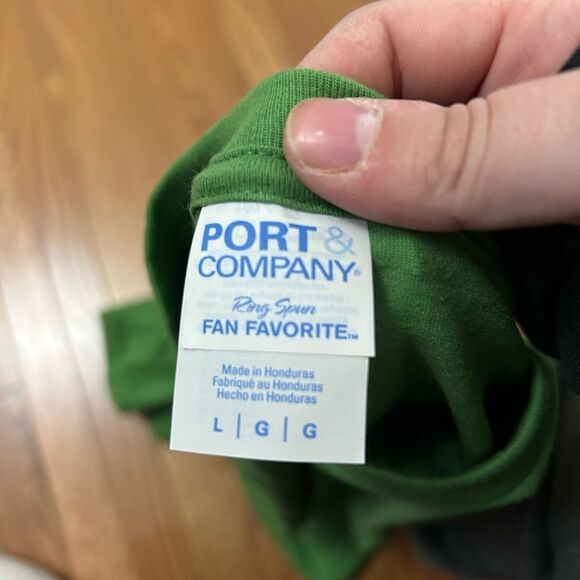 PORT &
COMPANY®
Ring Spun
FAN FAVORITE™
Made in Honduras
Fabriqué au Honduras
Hecho en Honduras
L | G | G